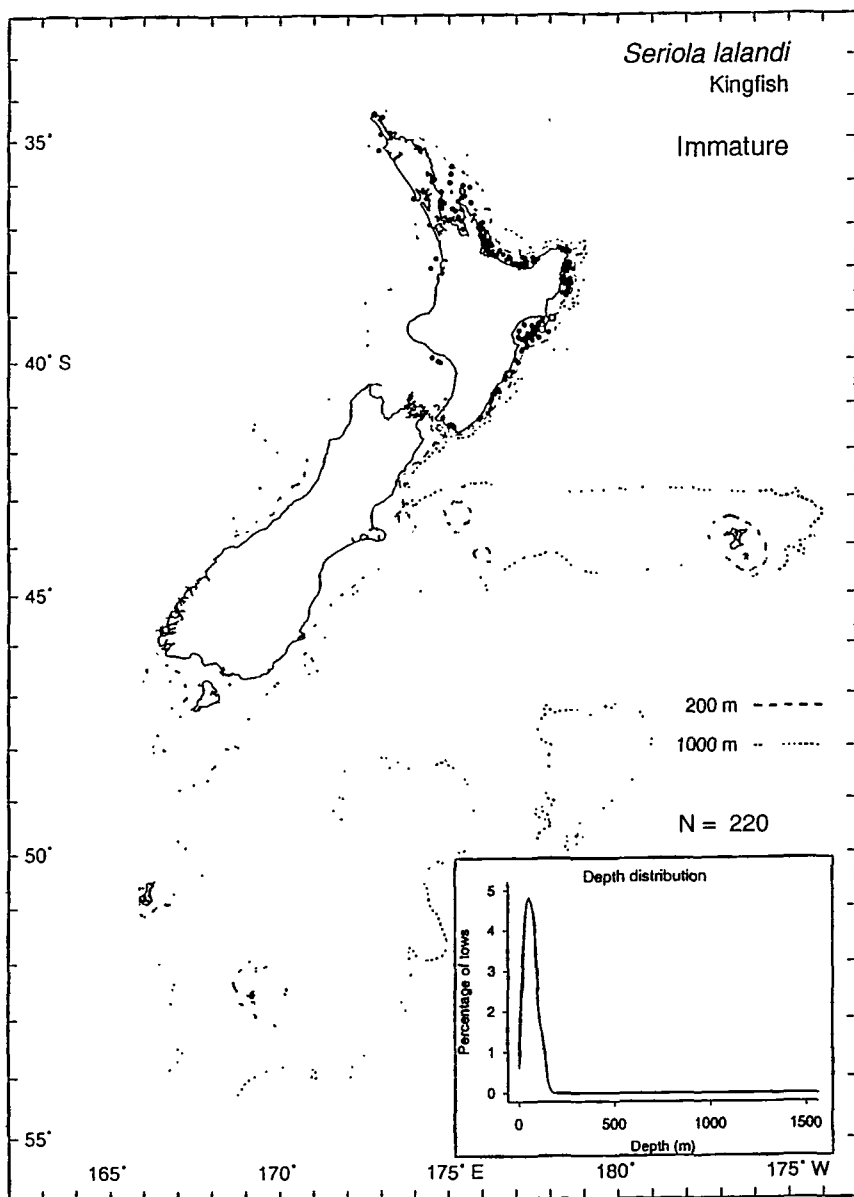 Seriola lalandi
Kingfish
Immature
35°
40° S
45°
50°
55°
200 m
1000 m
N = 220
Depth distribution
Percentage of tows
5
4
3
2
1
0
0 500 1000 1500
Depth (m)
165° 170° 175° E 180° 175° W